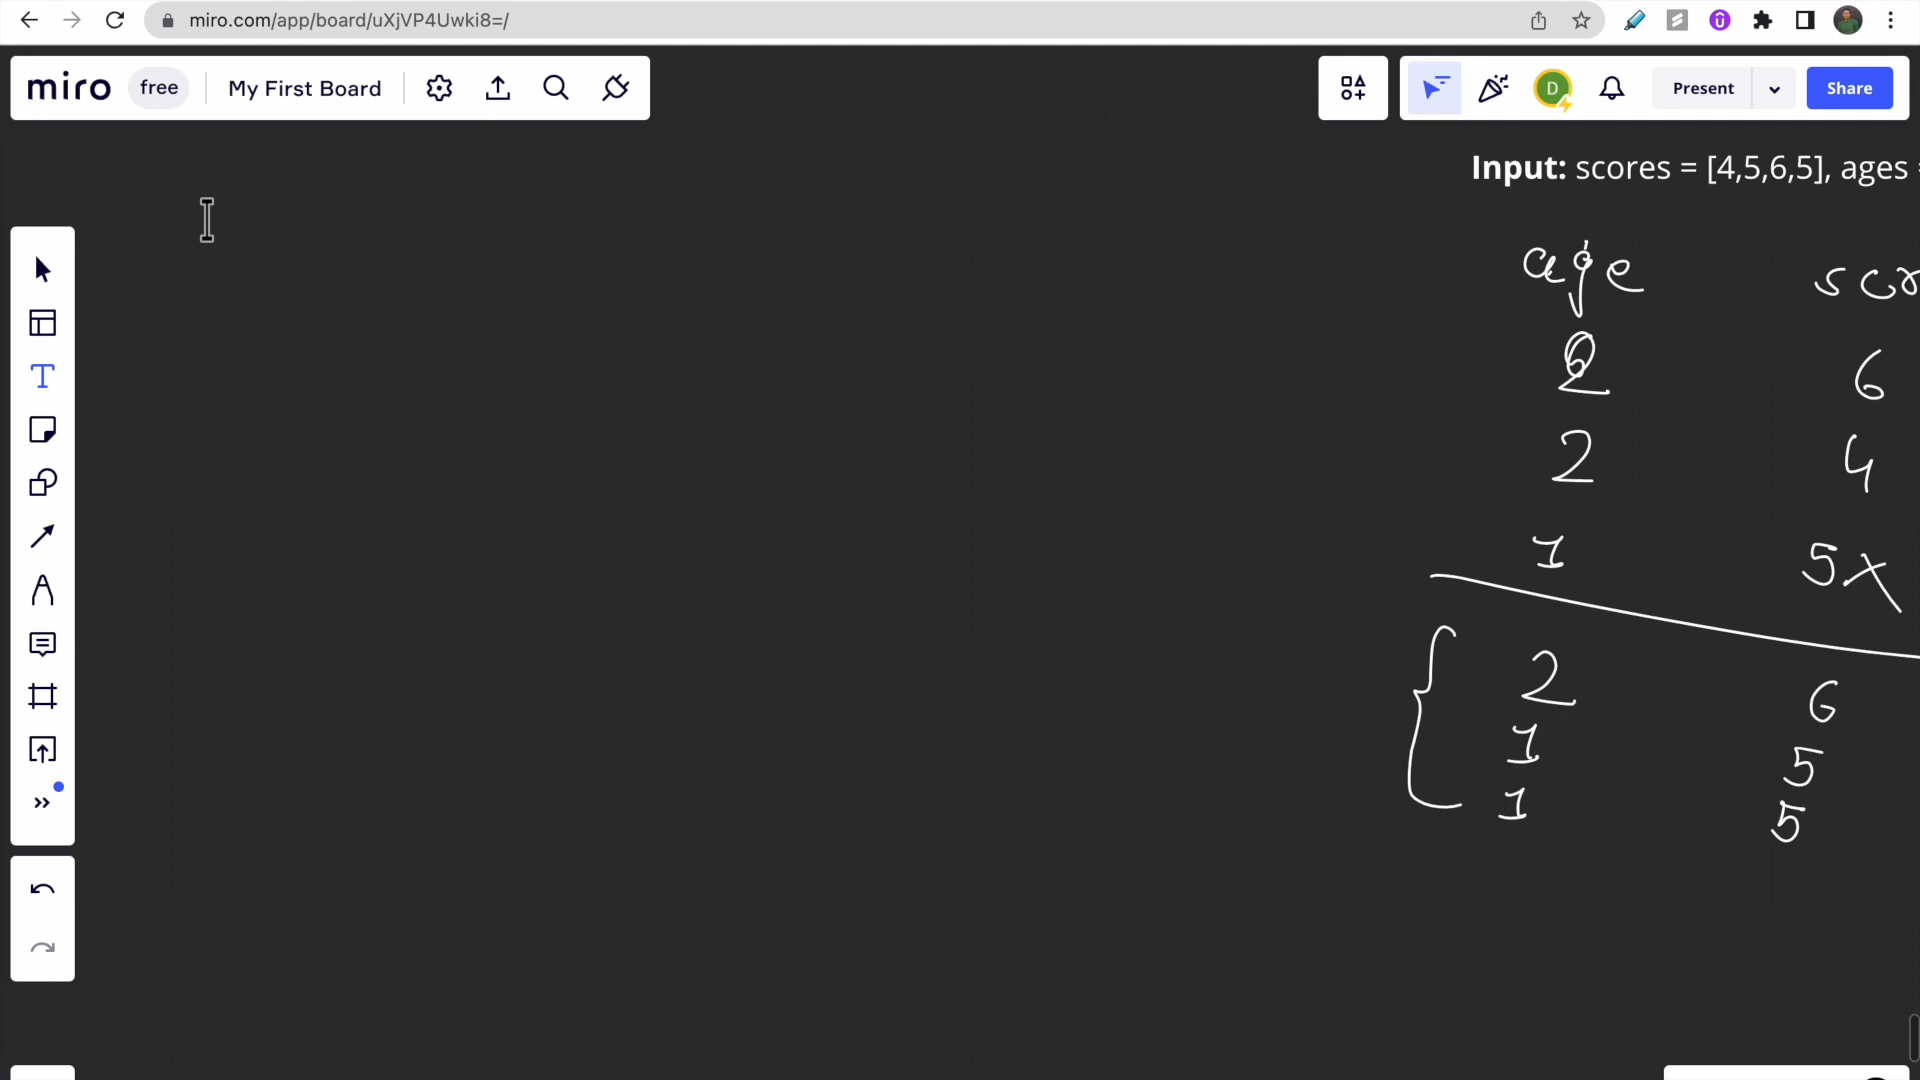 miro.com/app/board/uXjVP4Uwki8=/
miro free My First Board D Present Share
Input: scores = [4,5,6,5], ages =
age scor
2 6
2 4
1 5 X
2 6
1 5
1 5